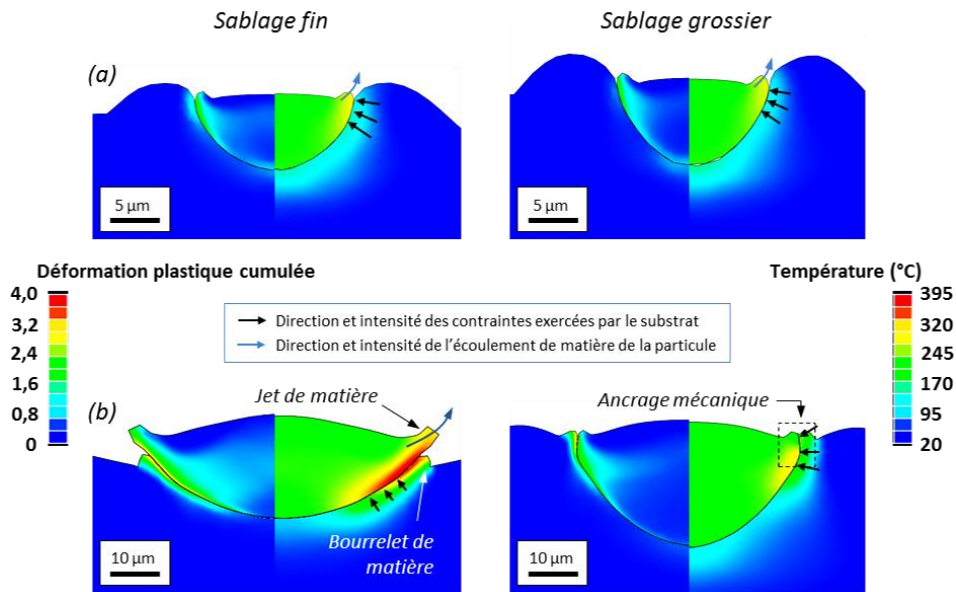 Sablage fin
Sablage grossier
(a)
5 µm
5 µm
Déformation plastique cumulée
4,0
3,2
2,4
1,6
0,8
0
Direction et intensité des contraintes exercées par le substrat
Direction et intensité de l'écoulement de matière de la particule
Température (°C)
395
320
245
170
95
20
(b)
Jet de matière
Bourrelet de
matière
10 µm
Ancrage mécanique
10 µm